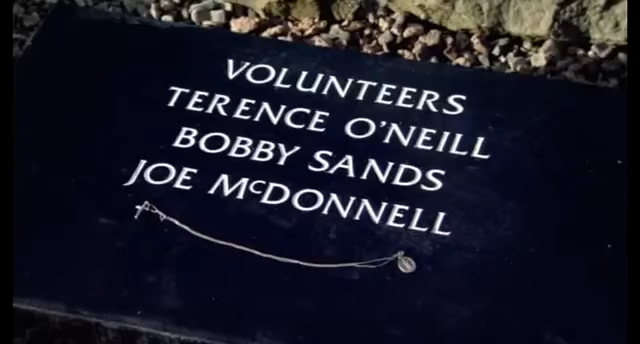 VOLUNTEERS
TERENCE O'NEILL
BOBBY SANDS
JOE McDONNELL